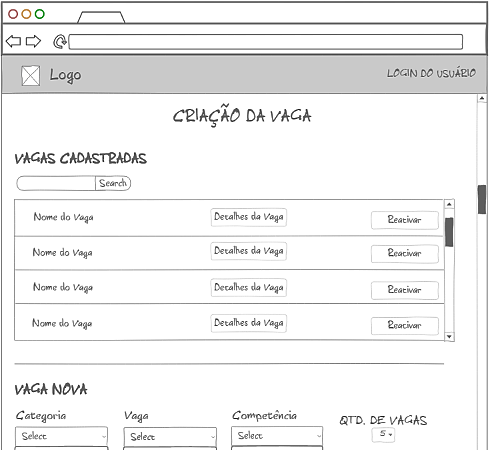 Logo
LOGIN DO USUÁRIO
CRIAÇÃO DA VAGA
VAGAS CADASTRADAS
Search
Nome do Vaga Detalhes da Vaga Reativar
Nome do Vaga Detalhes da Vaga Reativar
Nome do Vaga Detalhes da Vaga Reativar
Nome do Vaga Detalhes da Vaga Reativar
VAGA NOVA
Categoria Vaga Competência QTD. DE VAGAS
Select Select Select 5